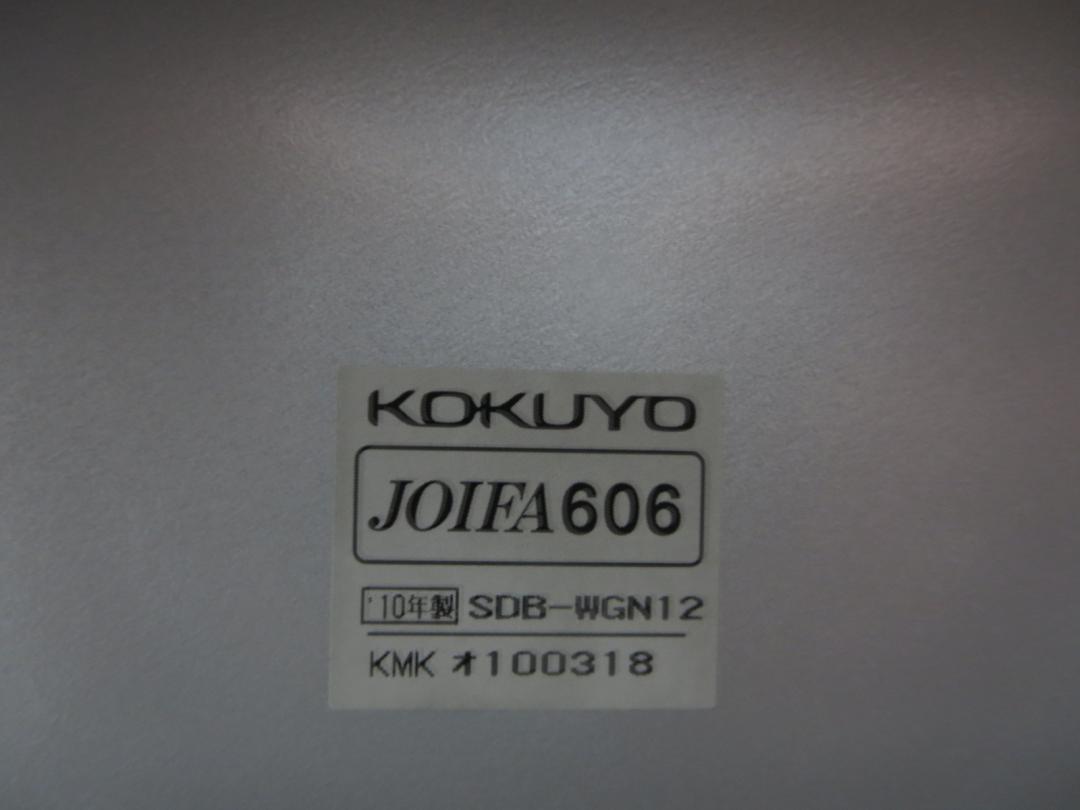 KOKUYO
JOIFA606
'10年製 SDB-WGN12
KMK オ100318